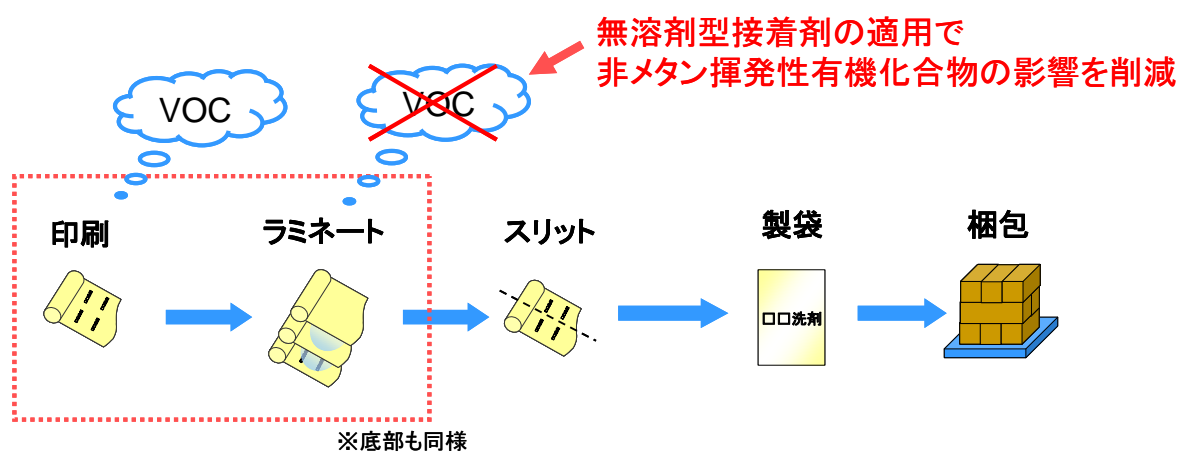 無溶剤型接着剤の適用で
非メタン揮発性有機化合物の影響を削減
VOC
VOC
印刷
ラミネート
スリット
製袋
梱包
□□洗剤
※底部も同様